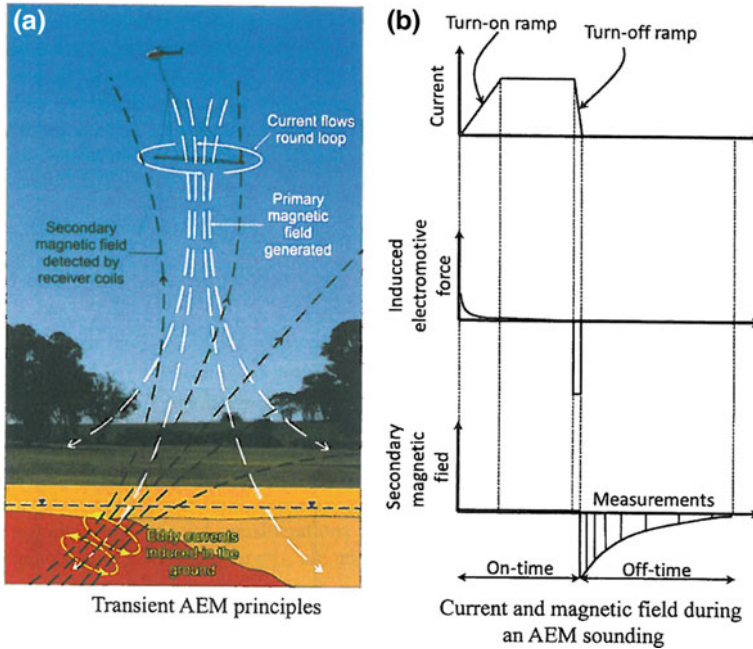 (a)
Current flows
round loop
Primary
magnetic
field
generated
Secondary
magnetic field
detected by
receiver coils
Eddy currents
induced in the
ground
Transient AEM principles
(b)
Turn-on ramp
Turn-off ramp
Current
Inducced
electromotive
force
Secondary
magnetic
fied
Measurements
On-time
Off-time
Current and magnetic field during
an AEM sounding